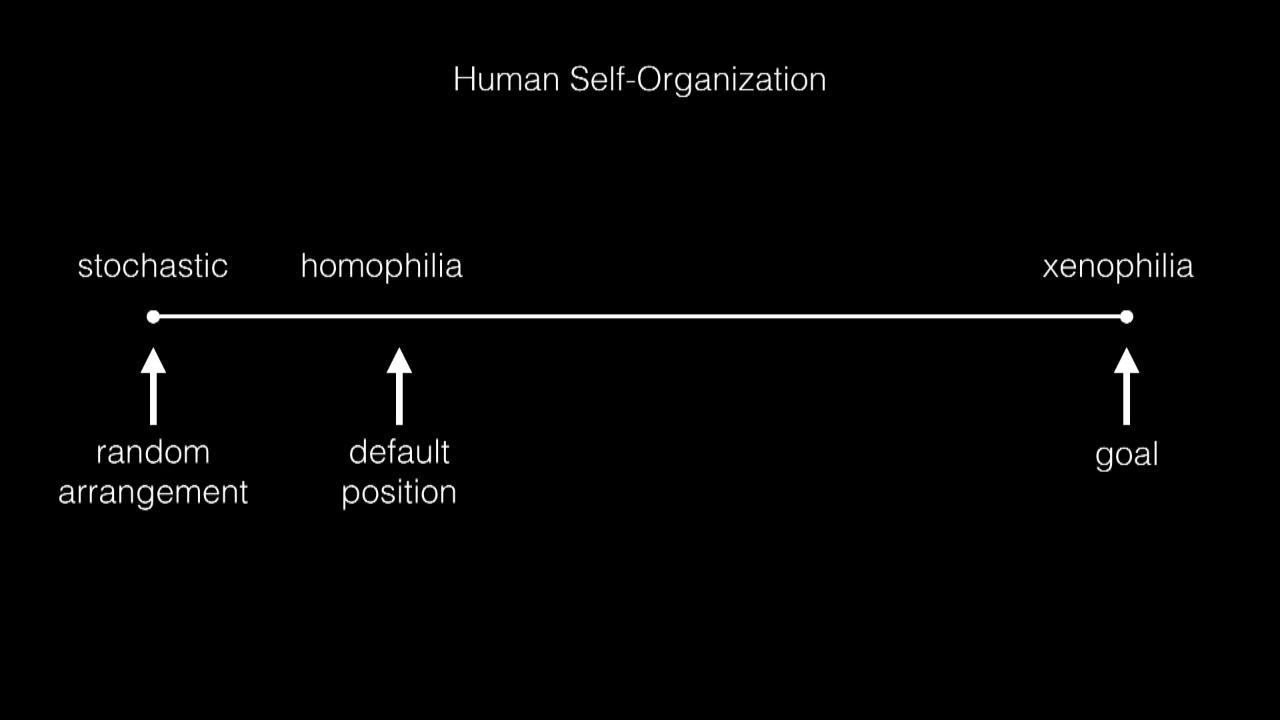 Human Self-Organization
stochastic
homophilia
xenophilia
random
arrangement
default
position
goal